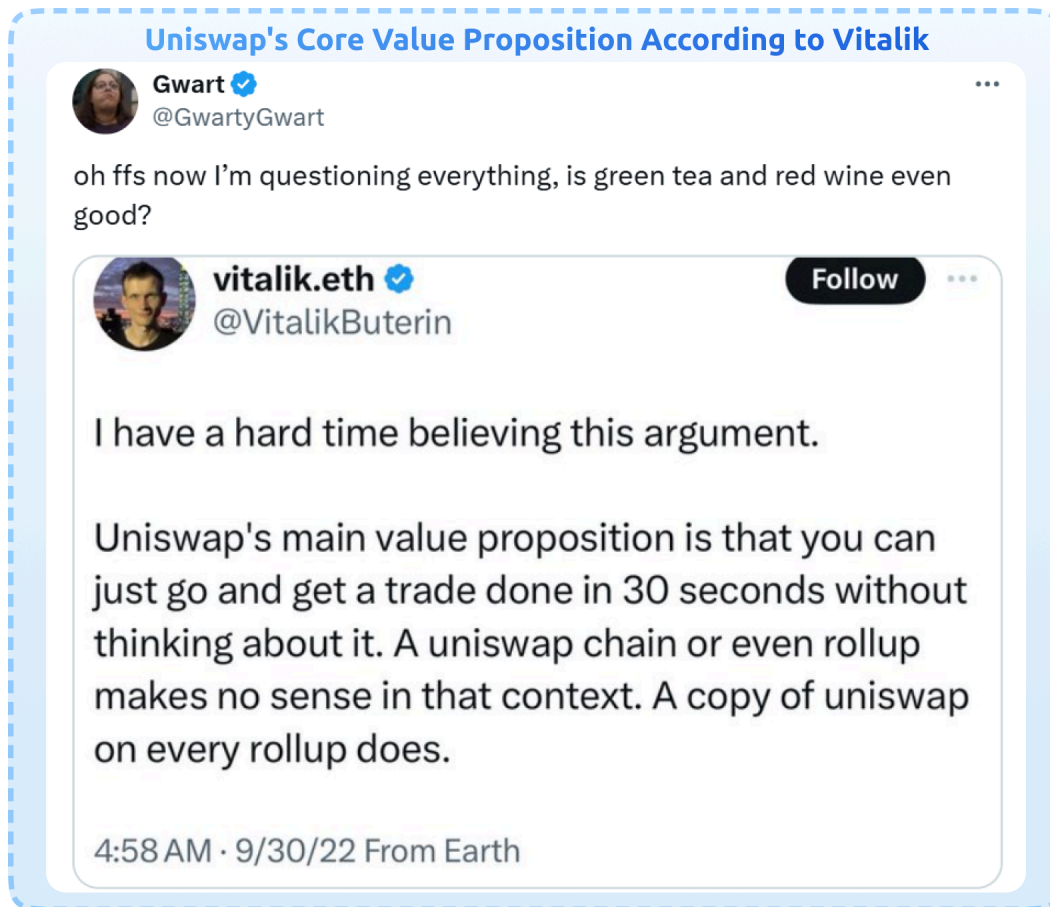 Uniswap's Core Value Proposition According to Vitalik
Gwart
@GwartyGwart
oh ffs now I’m questioning everything, is green tea and red wine even
good?
vitalik.eth
Follow
@VitalikButerin
I have a hard time believing this argument.
Uniswap's main value proposition is that you can
just go and get a trade done in 30 seconds without
thinking about it. A uniswap chain or even rollup
makes no sense in that context. A copy of uniswap
on every rollup does.
4:58 AM · 9/30/22 From Earth